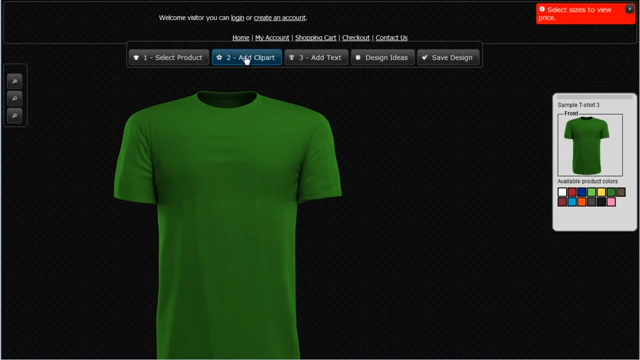 Welcome visitor you can login or create an account.
Select sizes to view price.
x
Home | My Account | Shopping Cart | Checkout | Contact Us
1 - Select Product
2 - Add Clipart
3 - Add Text
Design Ideas
Save Design
Sample T-shirt 3
Front
Available product colors